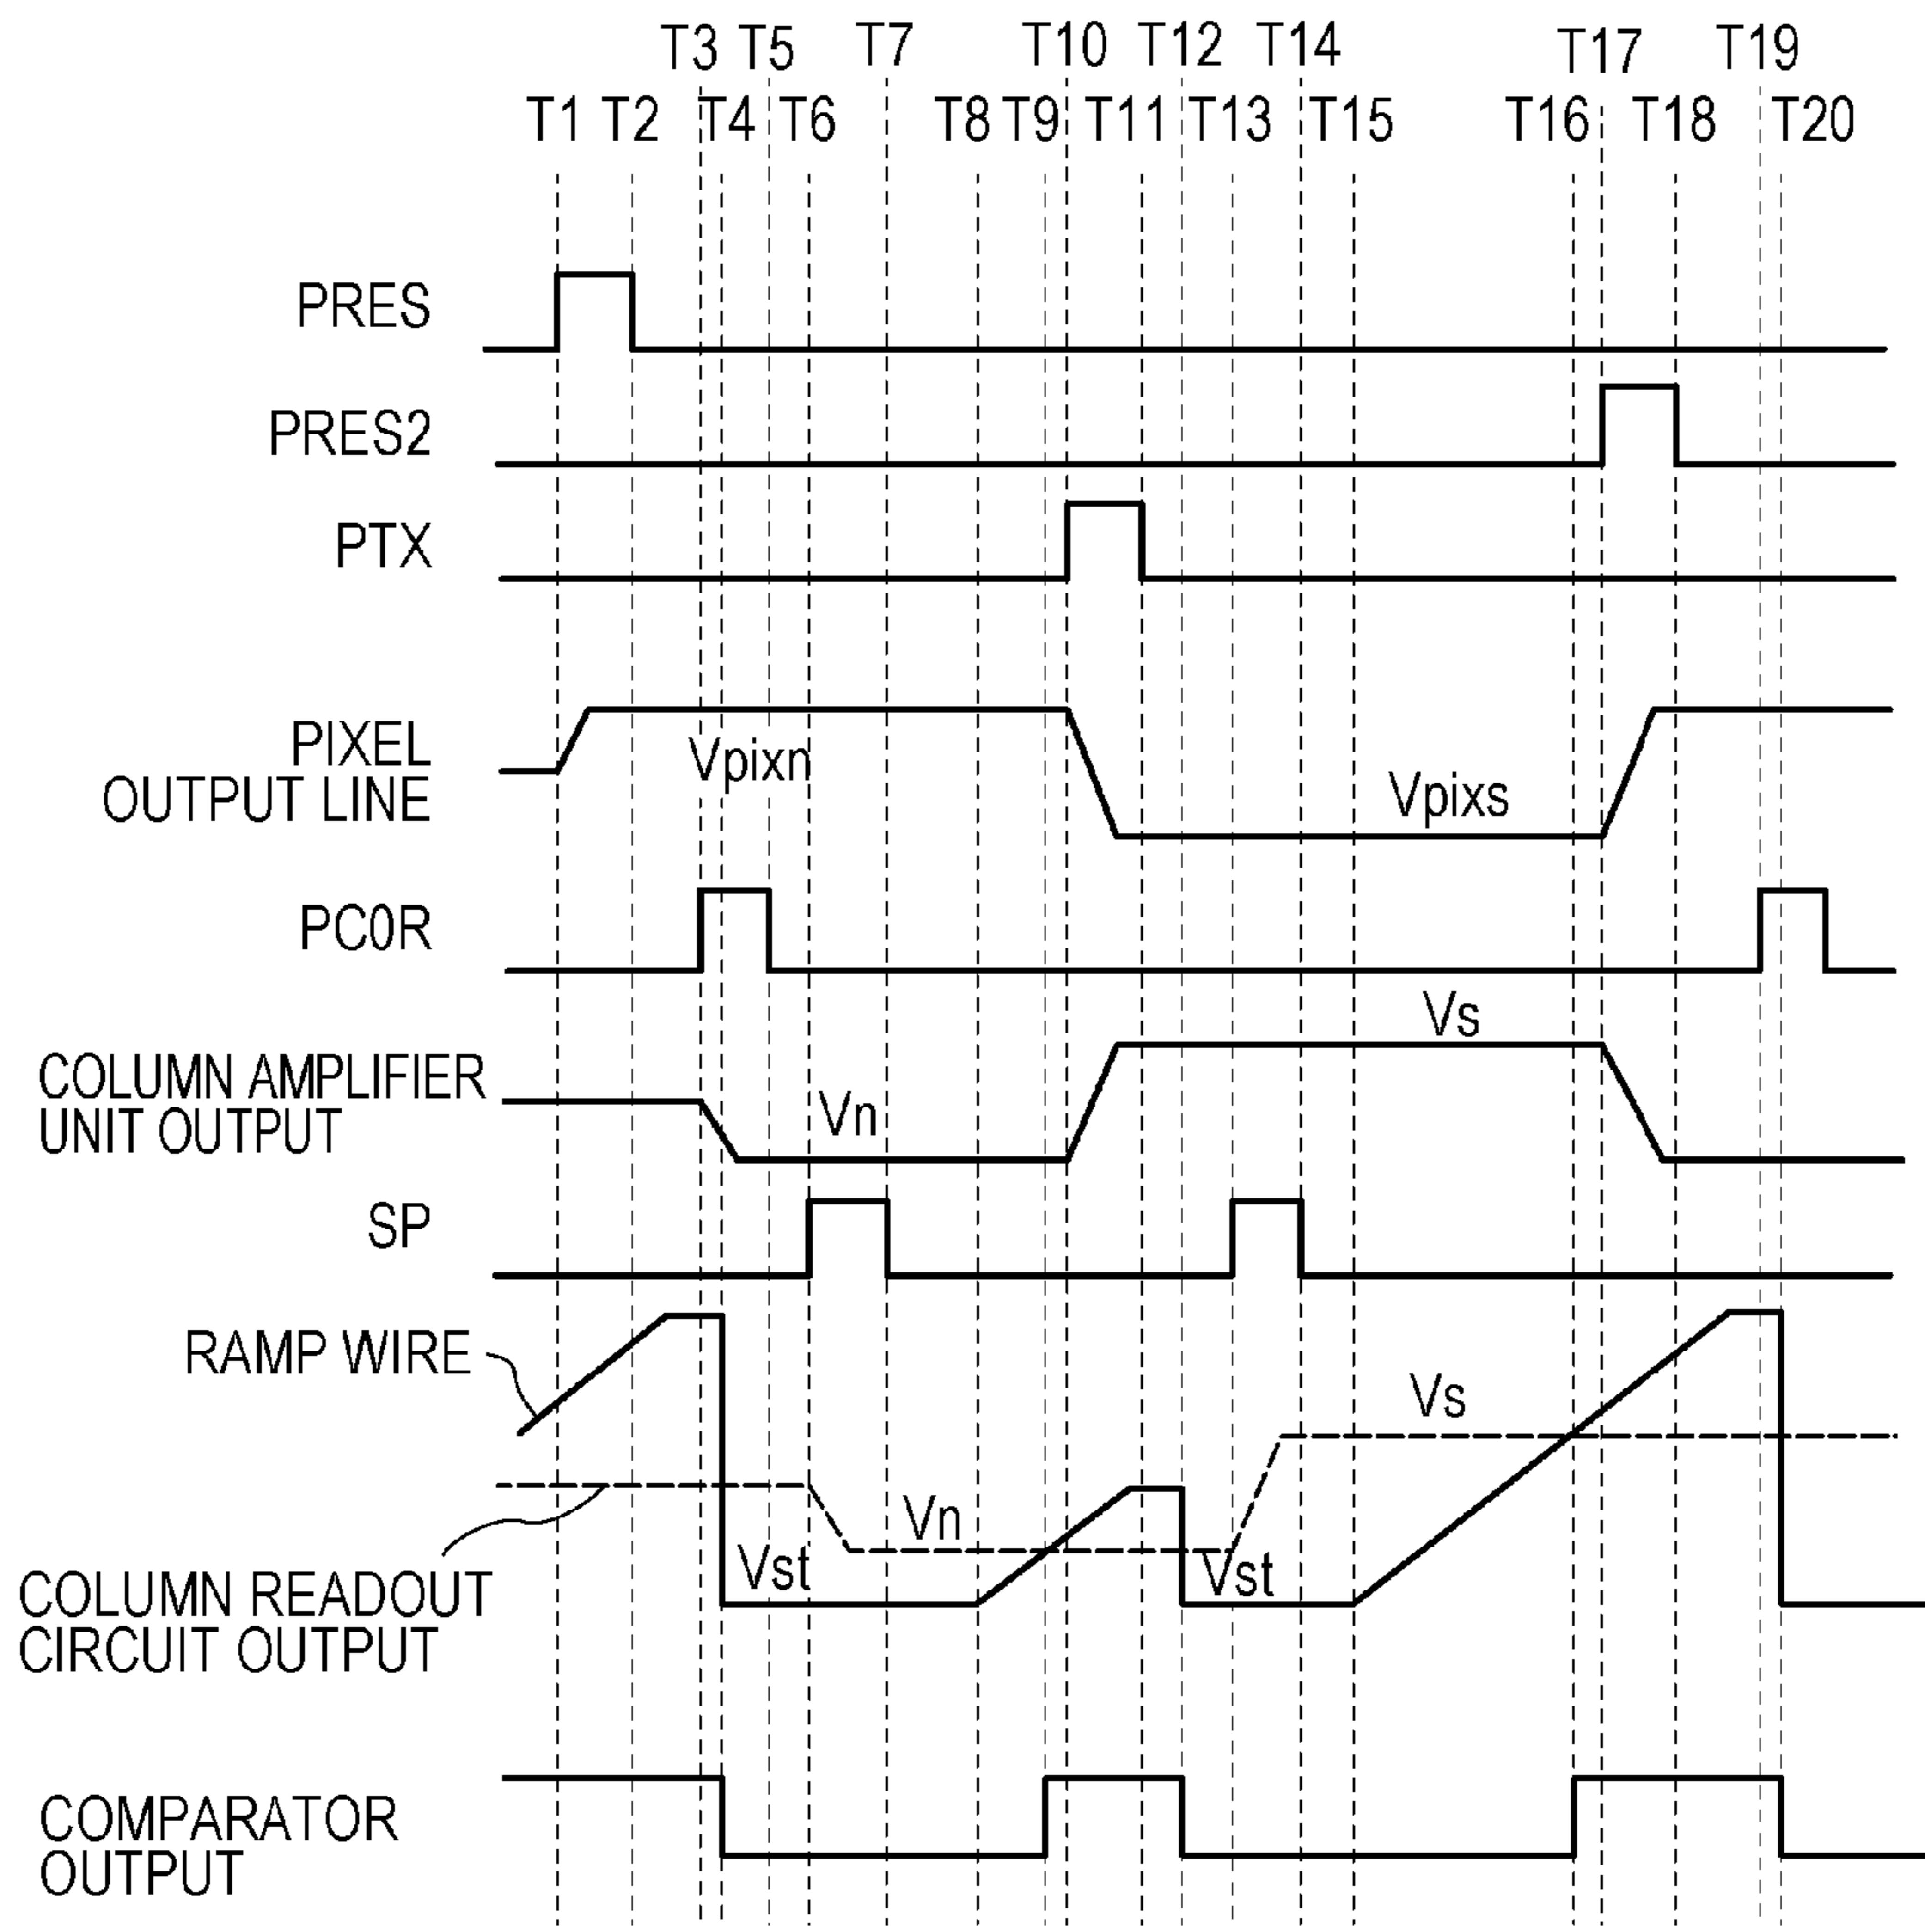 T3 T5 T7 T10 T12 T14 T17 T19
T1 T2 T4 T6 T8 T9 T11 T13 T15 T16 T18 T20
PRES
PRES2
PTX
PIXEL
OUTPUT LINE
Vpixn
Vpixs
PC0R
Vs
COLUMN AMPLIFIER
UNIT OUTPUT
Vn
SP
RAMP WIRE
Vs
Vn
Vst
Vst
COLUMN READOUT
CIRCUIT OUTPUT
COMPARATOR
OUTPUT